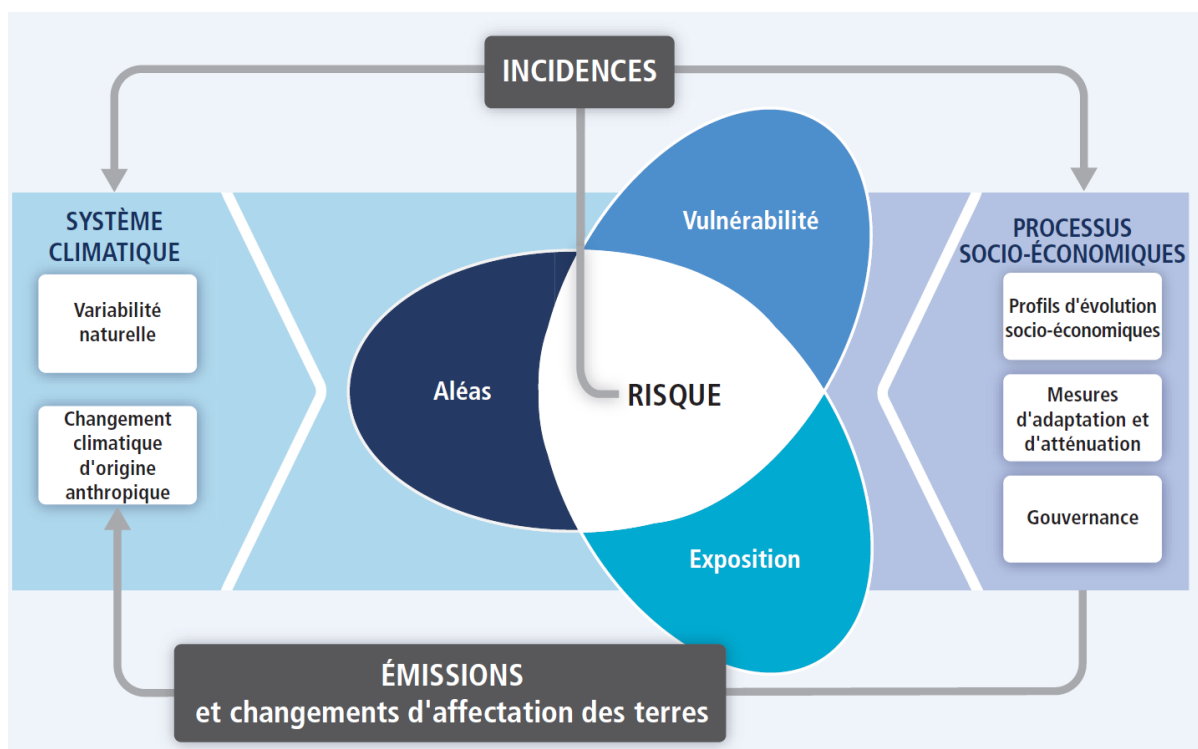 INCIDENCES
SYSTÈME
CLIMATIQUE
Variabilité
naturelle
Changement
climatique
d'origine
anthropique
Vulnérabilité
Aléas
RISQUE
Exposition
PROCESSUS
SOCIO-ÉCONOMIQUES
Profils d'évolution
socio-économiques
Mesures
d'adaptation et
d'atténuation
Gouvernance
ÉMISSIONS
et changements d'affectation des terres